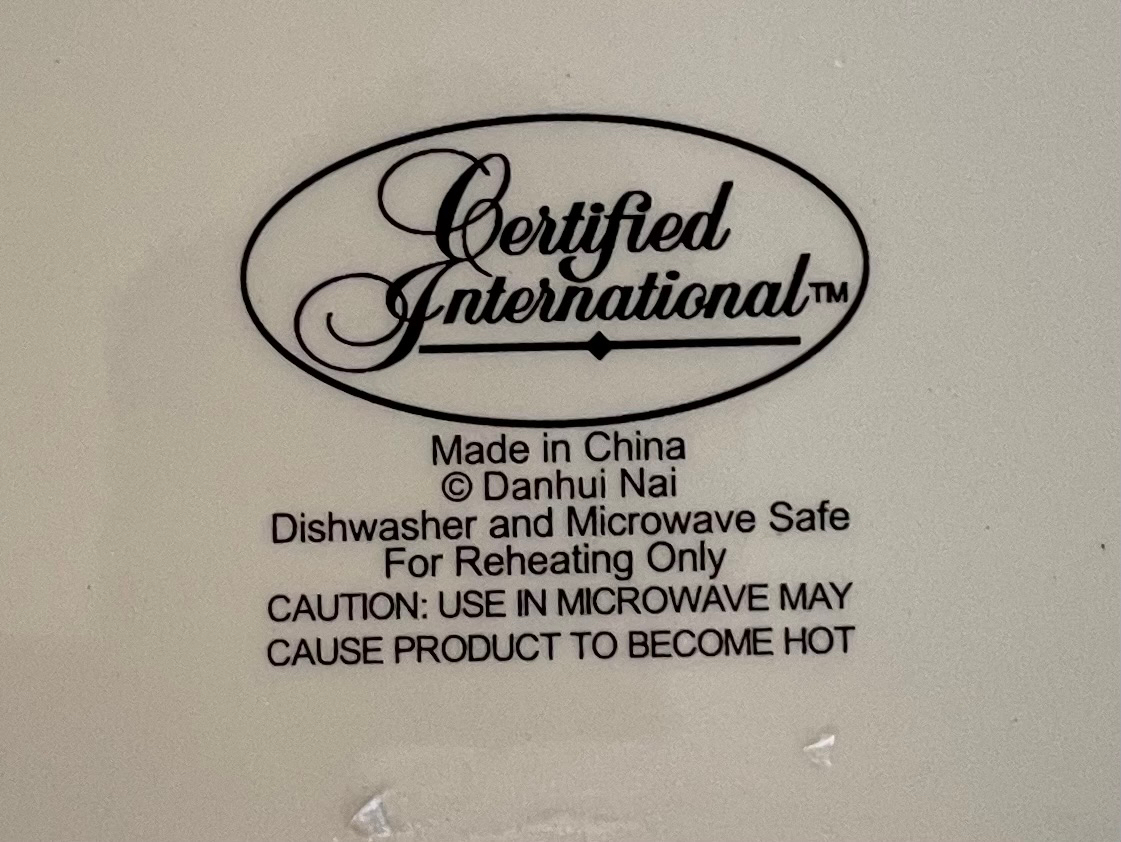 Certified
International™
Made in China
© Danhui Nai
Dishwasher and Microwave Safe
For Reheating Only
CAUTION: USE IN MICROWAVE MAY
CAUSE PRODUCT TO BECOME HOT